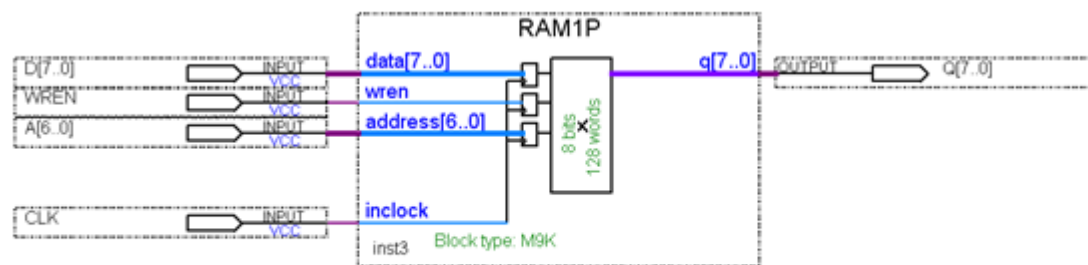 RAM1P
D[7..0] INPUT VCC data[7..0] q[7..0] OUTPUT Q[7..0]
WREN INPUT VCC wren
A[6..0] INPUT VCC address[6..0]
8 bits
×
128 words
CLK INPUT VCC inclock
inst3 Block type: M9K